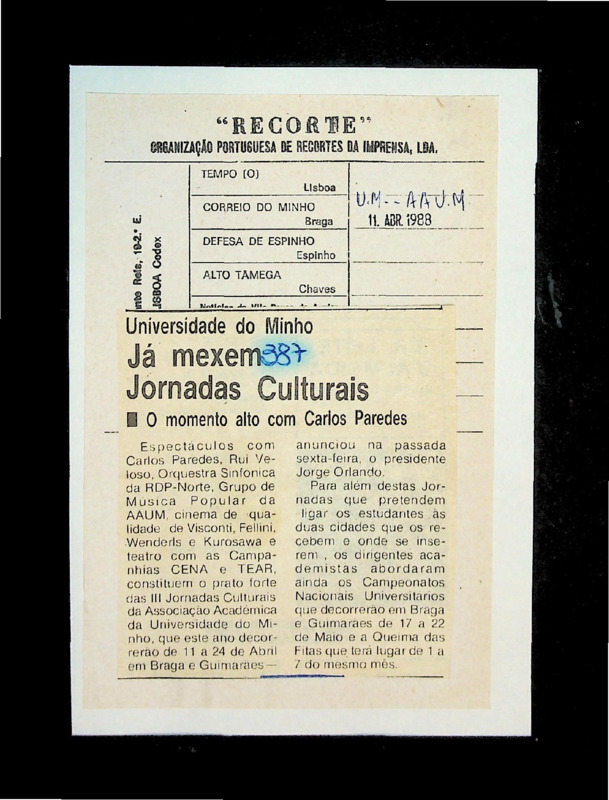 "RECORTE"
ORGANIZAÇÃO PORTUGUESA DE RECORTES DA IMPRENSA, LDA.
nte Reis, 19-2.º E.
ISBOA Codex
TEMPO (O)
Lisboa
CORREIO DO MINHO
Braga
DEFESA DE ESPINHO
Espinho
ALTO TAMEGA
Chaves
U.M -- AAUM
11. ABR. 1988
Universidade do Minho
Já mexem 387
Jornadas Culturais
■ O momento alto com Carlos Paredes
Espectáculos com
Carlos Paredes, Rui Ve-
loso, Orquestra Sinfónica
da RDP-Norte, Grupo de
Música Popular da
AAUM, cinema de qua-
lidade de Visconti, Fellini,
Wenders e Kurosawa e
teatro com as Compa-
nhias CENA e TEAR,
constituem o prato forte
das III Jornadas Culturais
da Associação Académica
da Universidade do Mi-
nho, que este ano decor-
rerão de 11 a 24 de Abril
em Braga e Guimarães —
anunciou na passada
sexta-feira, o presidente
Jorge Orlando.
Para além destas Jor-
nadas que pretendem
ligar os estudantes às
duas cidades que os re-
cebem e onde se inse-
rem , os dirigentes aca-
demistas abordaram
ainda os Campeonatos
Nacionais Universitários
que decorrerão em Braga
e Guimarães de 17 a 22
de Maio e a Queima das
Fitas que terá lugar de 1 a
7 do mesmo mês.